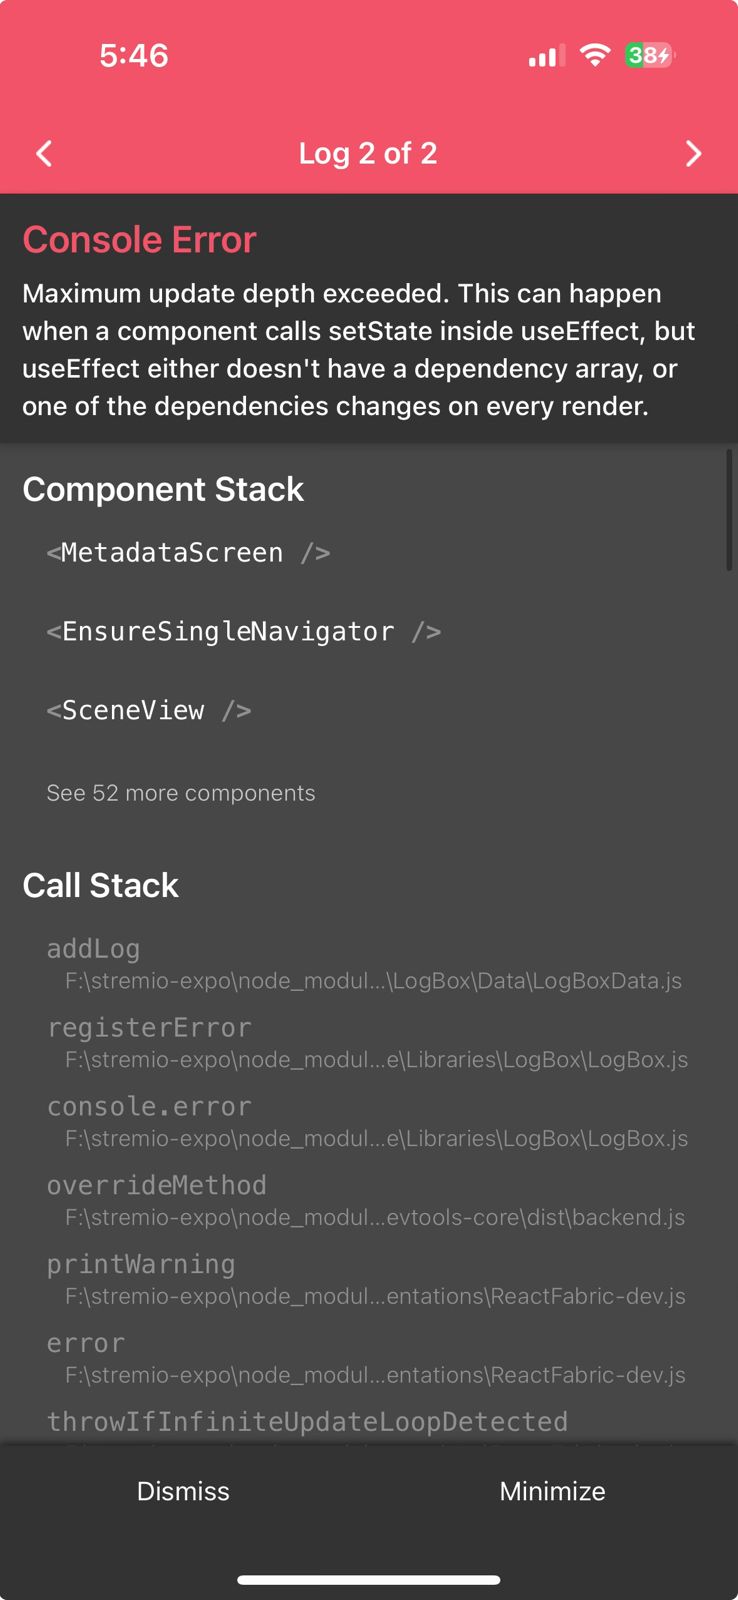 5:46
38
Log 2 of 2
Console Error
Maximum update depth exceeded. This can happen
when a component calls setState inside useEffect, but
useEffect either doesn't have a dependency array, or
one of the dependencies changes on every render.
Component Stack
<MetadataScreen />
<EnsureSingleNavigator />
<SceneView />
See 52 more components
Call Stack
addLog
F:\stremio-expo\node_modul...\LogBox\Data\LogBoxData.js
registerError
F:\stremio-expo\node_modul...e\Libraries\LogBox\LogBox.js
console.error
F:\stremio-expo\node_modul...e\Libraries\LogBox\LogBox.js
overrideMethod
F:\stremio-expo\node_modul...evtools-core\dist\backend.js
printWarning
F:\stremio-expo\node_modul...entations\ReactFabric-dev.js
error
F:\stremio-expo\node_modul...entations\ReactFabric-dev.js
throwIfInfiniteUpdateLoopDetected
Dismiss
Minimize